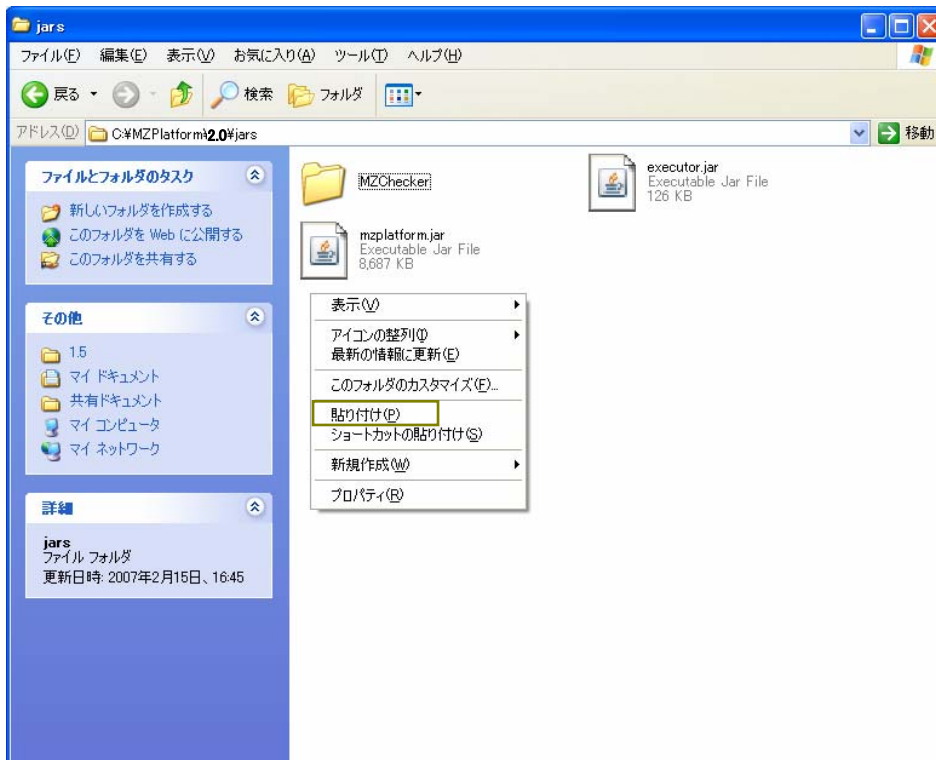 jars
ファイル(F) 編集(E) 表示(V) お気に入り(A) ツール(T) ヘルプ(H)
戻る 検索 フォルダ
アドレス(D) C:¥MZPlatform¥2.0¥jars 移動
ファイルとフォルダのタスク
新しいフォルダを作成する
このフォルダを Web に公開する
このフォルダを共有する
その他
1.5
マイ ドキュメント
共有ドキュメント
マイ コンピュータ
マイ ネットワーク
詳細
jars
ファイル フォルダ
更新日時: 2007年2月15日、16:45
MZChecker
executor.jar
Executable Jar File
126 KB
mzplatform.jar
Executable Jar File
8,687 KB
表示(V)
アイコンの整列(I)
最新の情報に更新(E)
このフォルダのカスタマイズ(F)...
貼り付け(P)
ショートカットの貼り付け(S)
新規作成(W)
プロパティ(R)